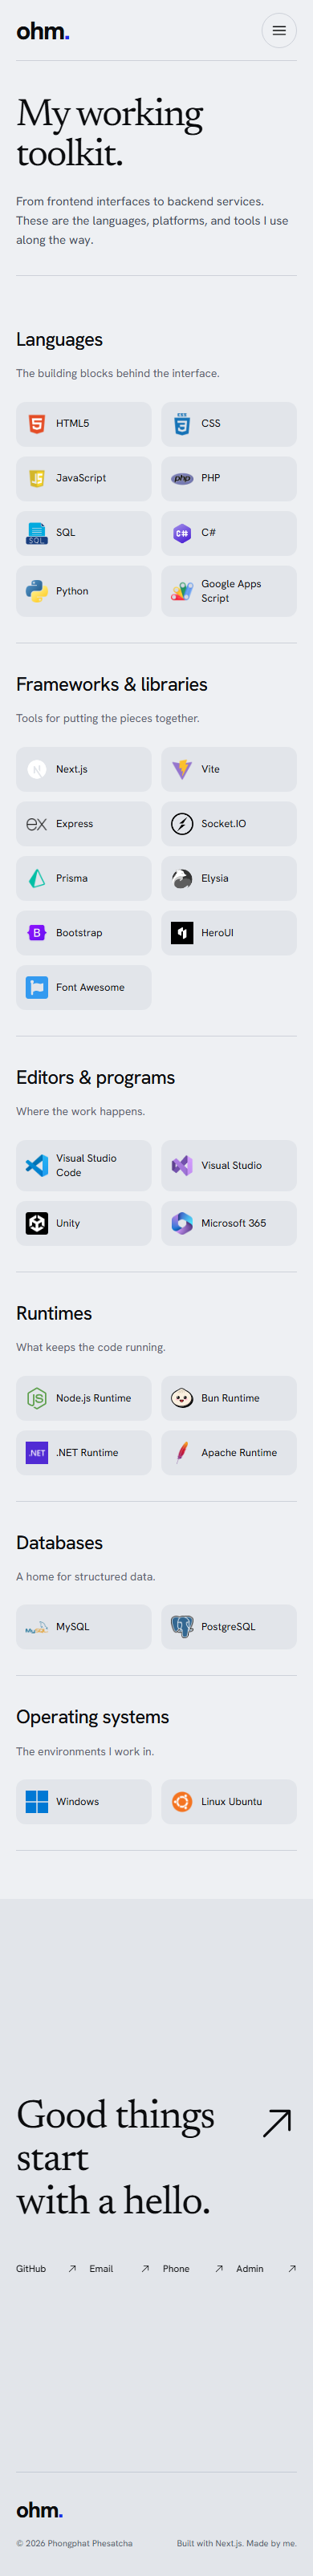 ohm.
My working
toolkit.
From frontend interfaces to backend services.
These are the languages, platforms, and tools I use
along the way.
Languages
The building blocks behind the interface.
HTML5
CSS
JavaScript
php PHP
SQL SQL
C# C#
Python
Google Apps
Script
Frameworks & libraries
Tools for putting the pieces together.
Next.js
Vite
ex Express
Socket.IO
Prisma
Elysia
B Bootstrap
HeroUI
Font Awesome
Editors & programs
Where the work happens.
Visual Studio
Code
Visual Studio
Unity
Microsoft 365
Runtimes
What keeps the code running.
JS Node.js Runtime
Bun Runtime
.NET .NET Runtime
Apache Runtime
Databases
A home for structured data.
MySQL MySQL
PostgreSQL
Operating systems
The environments I work in.
Windows
Linux Ubuntu
Good things
start
with a hello.
GitHub Email Phone Admin
ohm.
© 2026 Phongphat Phesatcha
Built with Next.js. Made by me.